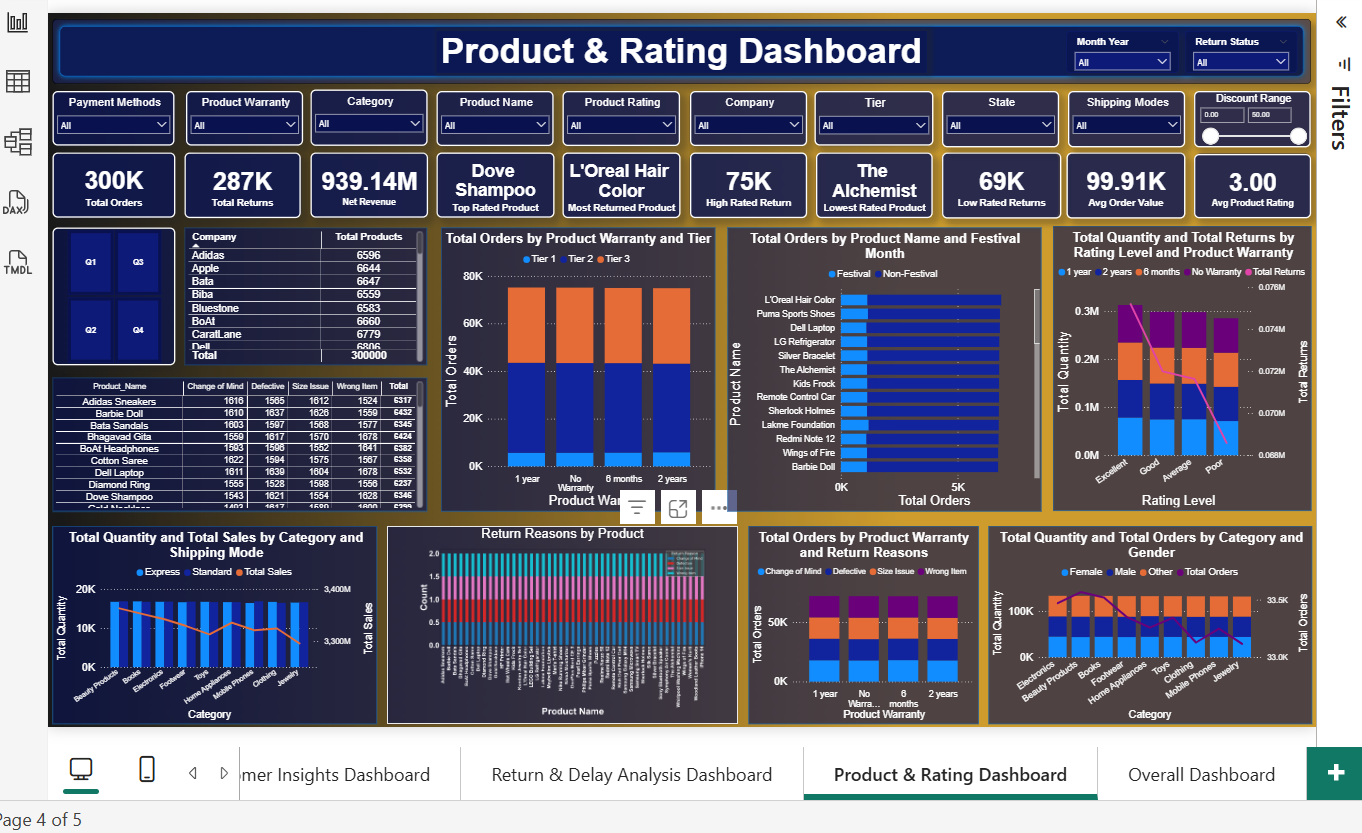 Product & Rating Dashboard
Month Year
All
Return Status
All
Payment Methods
All
Product Warranty
All
Category
All
Product Name
All
Product Rating
All
Company
All
Tier
All
State
All
Shipping Modes
All
Discount Range
0.00 50.00
300K
Total Orders
287K
Total Returns
939.14M
Net Revenue
Dove
Shampoo
Top Rated Product
L'Oreal Hair
Color
Most Returned Product
75K
High Rated Return
The
Alchemist
Lowest Rated Product
69K
Low Rated Returns
99.91K
Avg Order Value
3.00
Avg Product Rating
Q1 Q3
Q2 Q4
Company Total Products
Adidas 6596
Apple 6644
Bata 6647
Biba 6559
Bluestone 6583
BoAt 6660
CaratLane 6779
Dell 6806
Total 300000
Total Orders by Product Warranty and Tier
Tier 1 Tier 2 Tier 3
Total Orders
80K
60K
40K
20K
0K
1 year
No
Warranty
6 months
2 years
Total Orders by Product Name and Festival
Month
Festival Non-Festival
Product Name
L'Oreal Hair Color
Puma Sports Shoes
Dell Laptop
LG Refrigerator
Silver Bracelet
The Alchemist
Kids Frock
Remote Control Car
Sherlock Holmes
Lakme Foundation
Redmi Note 12
Wings of Fire
Barbie Doll
0K 5K
Total Orders
Total Quantity and Total Returns by
Rating Level and Product Warranty
1 year 2 years 6 months No Warranty Total Returns
Total Quantity
0.3M
0.2M
0.1M
0.0M
0.076M
0.074M
0.072M
0.070M
0.068M
Total Returns
Excellent
Good
Average
Poor
Rating Level
Product_Name Change of Mind Defective Size Issue Wrong Item Total
Adidas Sneakers 1616 1565 1612 1524 6317
Barbie Doll 1610 1637 1626 1559 6432
Bata Sandals 1603 1597 1568 1577 6345
Bhagavad Gita 1559 1617 1570 1678 6424
BoAt Headphones 1593 1596 1552 1641 6382
Cotton Saree 1622 1594 1575 1567 6358
Dell Laptop 1611 1639 1604 1678 6532
Diamond Ring 1555 1528 1598 1556 6237
Dove Shampoo 1543 1621 1554 1628 6346
Total Quantity and Total Sales by Category and
Shipping Mode
Express Standard Total Sales
Total Quantity
20K
10K
0K
3,400M
3,300M
Total Sales
Beauty Products
Books
Electronics
Footwear
Toys
Home Appliances
Mobile Phones
Clothing
Jewelry
Category
Return Reasons by Product
Count
2.0
1.5
1.0
0.5
0.0
Product Name
Total Orders by Product Warranty
and Return Reasons
Change of Mind Defective Size Issue Wrong Item
Total Orders
50K
0K
1 year
No
Warra...
6
months
2 years
Product Warranty
Total Quantity and Total Orders by Category and
Gender
Female Male Other Total Orders
Total Quantity
100K
0K
33.5K
33.0K
Total Orders
Electronics
Beauty Products
Books
Footwear
Home Appliances
Toys
Clothing
Mobile Phones
Jewelry
Category
Filters
DAX
TMDL
mer Insights Dashboard
Return & Delay Analysis Dashboard
Product & Rating Dashboard
Overall Dashboard
Page 4 of 5